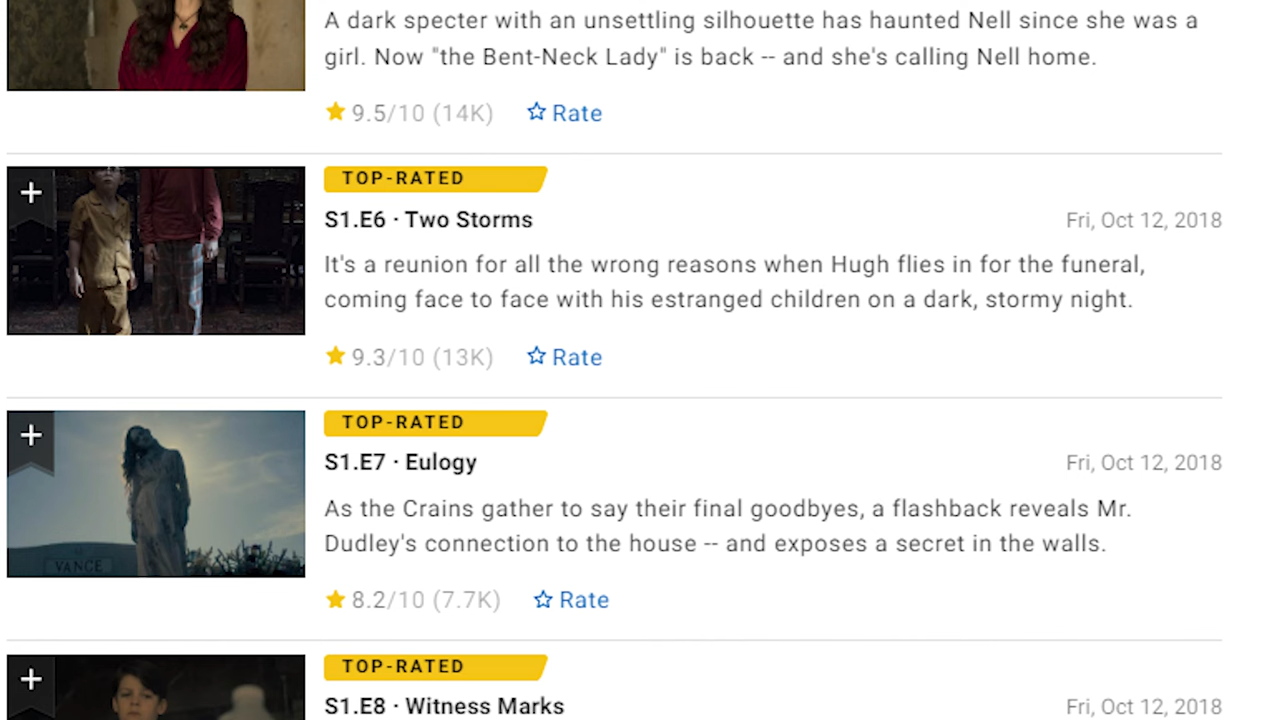 A dark specter with an unsettling silhouette has haunted Nell since she was a
girl. Now "the Bent-Neck Lady" is back -- and she's calling Nell home.
9.5/10 (14K) Rate
TOP-RATED
S1.E6 · Two Storms Fri, Oct 12, 2018
It's a reunion for all the wrong reasons when Hugh flies in for the funeral,
coming face to face with his estranged children on a dark, stormy night.
9.3/10 (13K) Rate
TOP-RATED
S1.E7 · Eulogy Fri, Oct 12, 2018
As the Crains gather to say their final goodbyes, a flashback reveals Mr.
Dudley's connection to the house -- and exposes a secret in the walls.
VANCE
8.2/10 (7.7K) Rate
TOP-RATED
S1.E8 · Witness Marks Fri, Oct 12, 2018